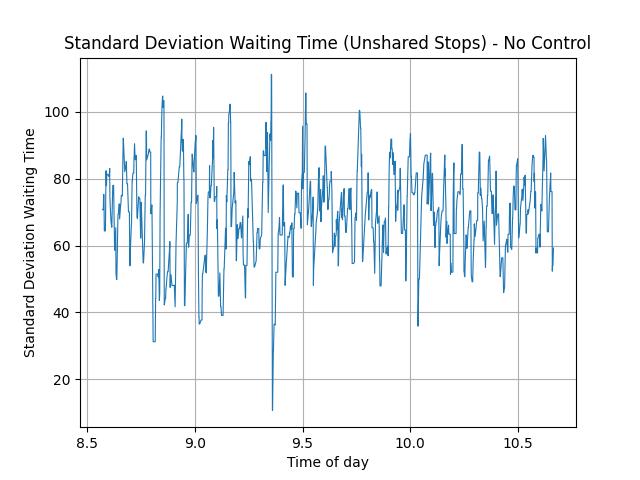 Standard Deviation Waiting Time (Unshared Stops) - No Control
Standard Deviation Waiting Time
100
80
60
40
20
8.5 9.0 9.5 10.0 10.5
Time of day